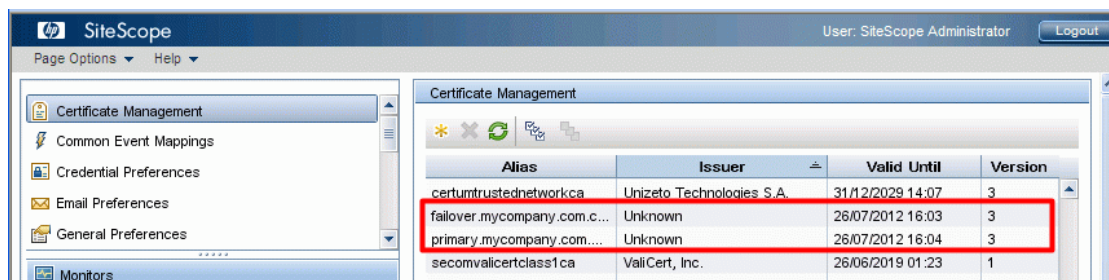 hp SiteScope User: SiteScope Administrator Logout
Page Options Help
Certificate Management
Common Event Mappings
Credential Preferences
Email Preferences
General Preferences
Monitors
Certificate Management
Alias Issuer Valid Until Version
certumtrustednetworkca Unizeto Technologies S.A. 31/12/2029 14:07 3
failover.mycompany.com.c... Unknown 26/07/2012 16:03 3
primary.mycompany.com.... Unknown 26/07/2012 16:04 3
secomvalicertclass1ca ValiCert, Inc. 26/06/2019 01:23 1